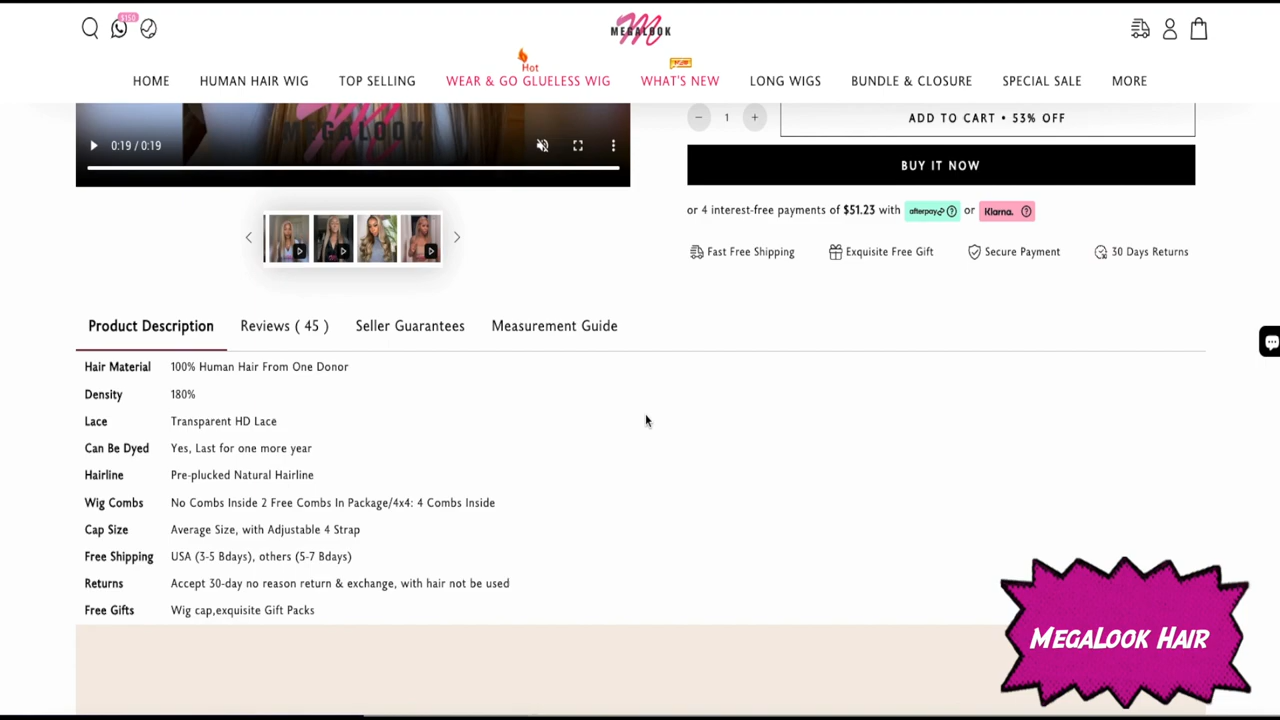 $150
MEGALOOK
Hot
HOME HUMAN HAIR WIG TOP SELLING WEAR & GO GLUELESS WIG WHAT'S NEW LONG WIGS BUNDLE & CLOSURE SPECIAL SALE MORE
MEGALOOK
0:19 / 0:19
1
ADD TO CART • 53% OFF
BUY IT NOW
or 4 interest-free payments of $51.23 with afterpay or Klarna.
Fast Free Shipping Exquisite Free Gift Secure Payment 30 Days Returns
Product Description Reviews ( 45 ) Seller Guarantees Measurement Guide
Hair Material 100% Human Hair From One Donor
Density 180%
Lace Transparent HD Lace
Can Be Dyed Yes, Last for one more year
Hairline Pre-plucked Natural Hairline
Wig Combs No Combs Inside 2 Free Combs In Package/4x4: 4 Combs Inside
Cap Size Average Size, with Adjustable 4 Strap
Free Shipping USA (3-5 Bdays), others (5-7 Bdays)
Returns Accept 30-day no reason return & exchange, with hair not be used
Free Gifts Wig cap,exquisite Gift Packs
MEGALOOK HAIR